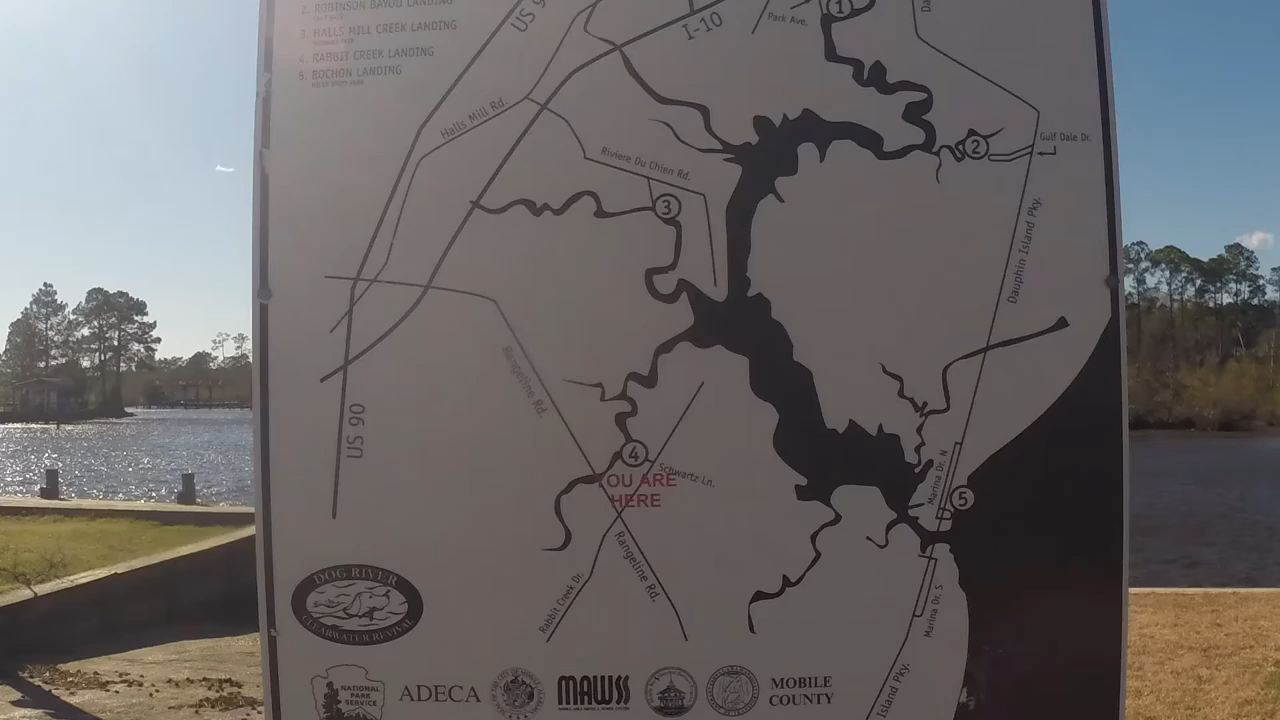 2. ROBINSON BAYOU LANDING
3. HALLS MILL CREEK LANDING
4. RABBIT CREEK LANDING
5. ROCHON LANDING
US 9
I-10
Park Ave.
1
Da
Halls Mill Rd.
Gulf Dale Dr.
2
Riviere Du Chien Rd.
3
Dauphin Island Pky.
Rangeline Rd.
US 90
4
Schwartz Ln.
YOU ARE
HERE
Marina Dr. N
5
Rangeline Rd.
Rabbit Creek Dr.
Marina Dr. S
Island Pky.
DOG RIVER
CLEARWATER REVIVAL
NATIONAL
PARK
SERVICE
ADECA
MAWSS
MOBILE
COUNTY